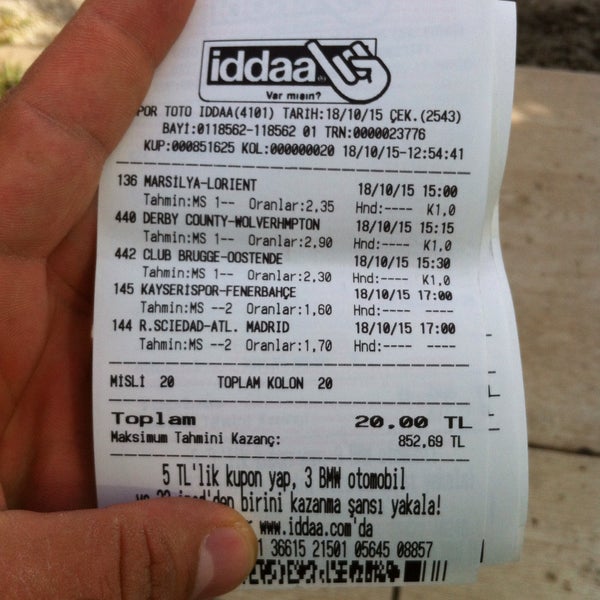 iddaa
Var mısın?
POR TOTO IDDAA(4101) TARİH:18/10/15 ÇEK.(2543)
BAYİ:0118562-118562 01 TRN:0000023776
KUP:000851625 KOL:000000020 18/10/15-12:54:41
136 MARSİLYA-LORIENT 18/10/15 15:00
Tahmin:MS 1-- Oranlar:2,35 Hnd:---- K1,0
440 DERBY COUNTY-WOLVERHMPTON 18/10/15 15:15
Tahmin:MS 1-- Oranlar:2.90 Hnd:---- K1,0
442 CLUB BRUGGE-OOSTENDE 18/10/15 15:30
Tahmin:MS 1-- Oranlar:2,30 Hnd:---- K1,0
145 KAYSERİSPOR-FENERBAHÇE 18/10/15 17:00
Tahmin:MS --2 Oranlar:1,60 Hnd:---- ---
144 R.SCIEDAD-ATL. MADRID 18/10/15 17:00
Tahmin:MS --2 Oranlar:1,70 Hnd:---- ---
MİSLİ 20 TOPLAM KOLON 20
Toplam 20.00 TL
Maksimum Tahmini Kazanç: 852,69 TL
5 TL'lik kupon yap, 3 BMW otomobil
birini kazanma şansı yakala!
www.iddaa.com'da
36615 21501 05645 08857